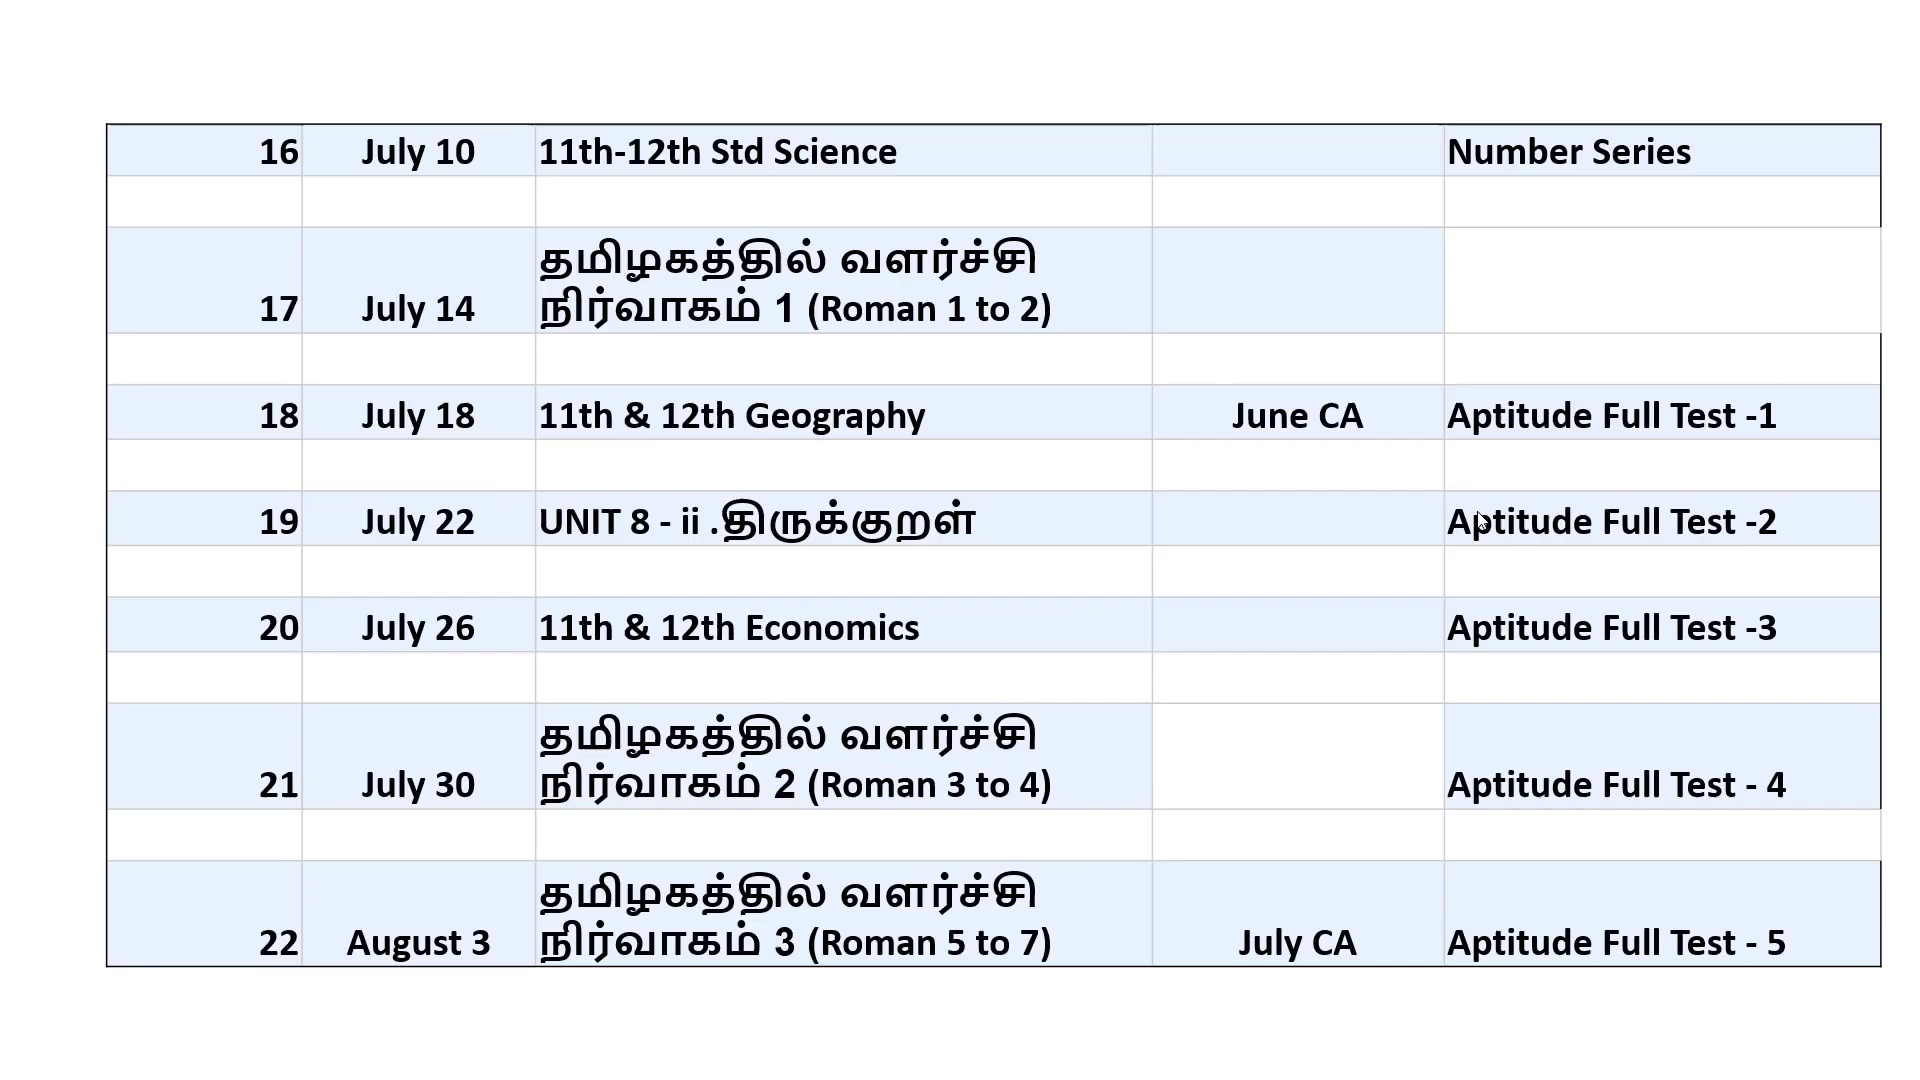 16 July 10 11th-12th Std Science Number Series
தமிழகத்தில் வளர்ச்சி
17 July 14 நிர்வாகம் 1 (Roman 1 to 2)
18 July 18 11th & 12th Geography June CA Aptitude Full Test -1
19 July 22 UNIT 8 - ii .திருக்குறள் Aptitude Full Test -2
20 July 26 11th & 12th Economics Aptitude Full Test -3
தமிழகத்தில் வளர்ச்சி
21 July 30 நிர்வாகம் 2 (Roman 3 to 4) Aptitude Full Test - 4
தமிழகத்தில் வளர்ச்சி
22 August 3 நிர்வாகம் 3 (Roman 5 to 7) July CA Aptitude Full Test - 5